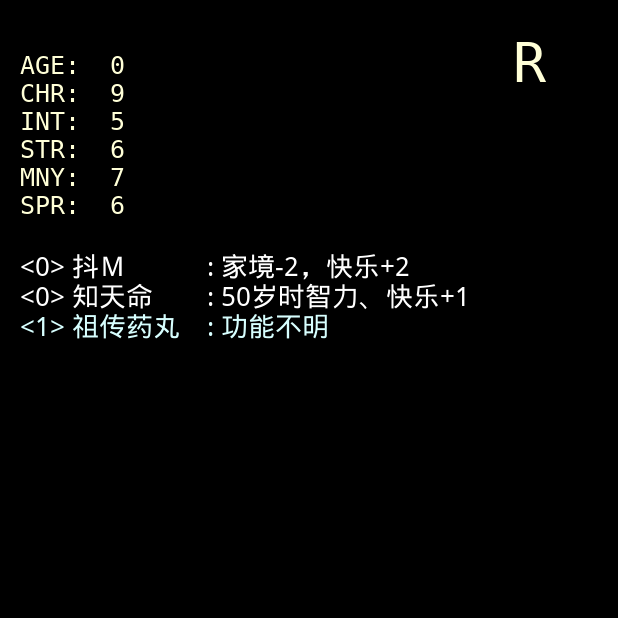 R
AGE: 0
CHR: 9
INT: 5
STR: 6
MNY: 7
SPR: 6
<0> 抖M : 家境-2，快乐+2
<0> 知天命 : 50岁时智力、快乐+1
<1> 祖传药丸 : 功能不明